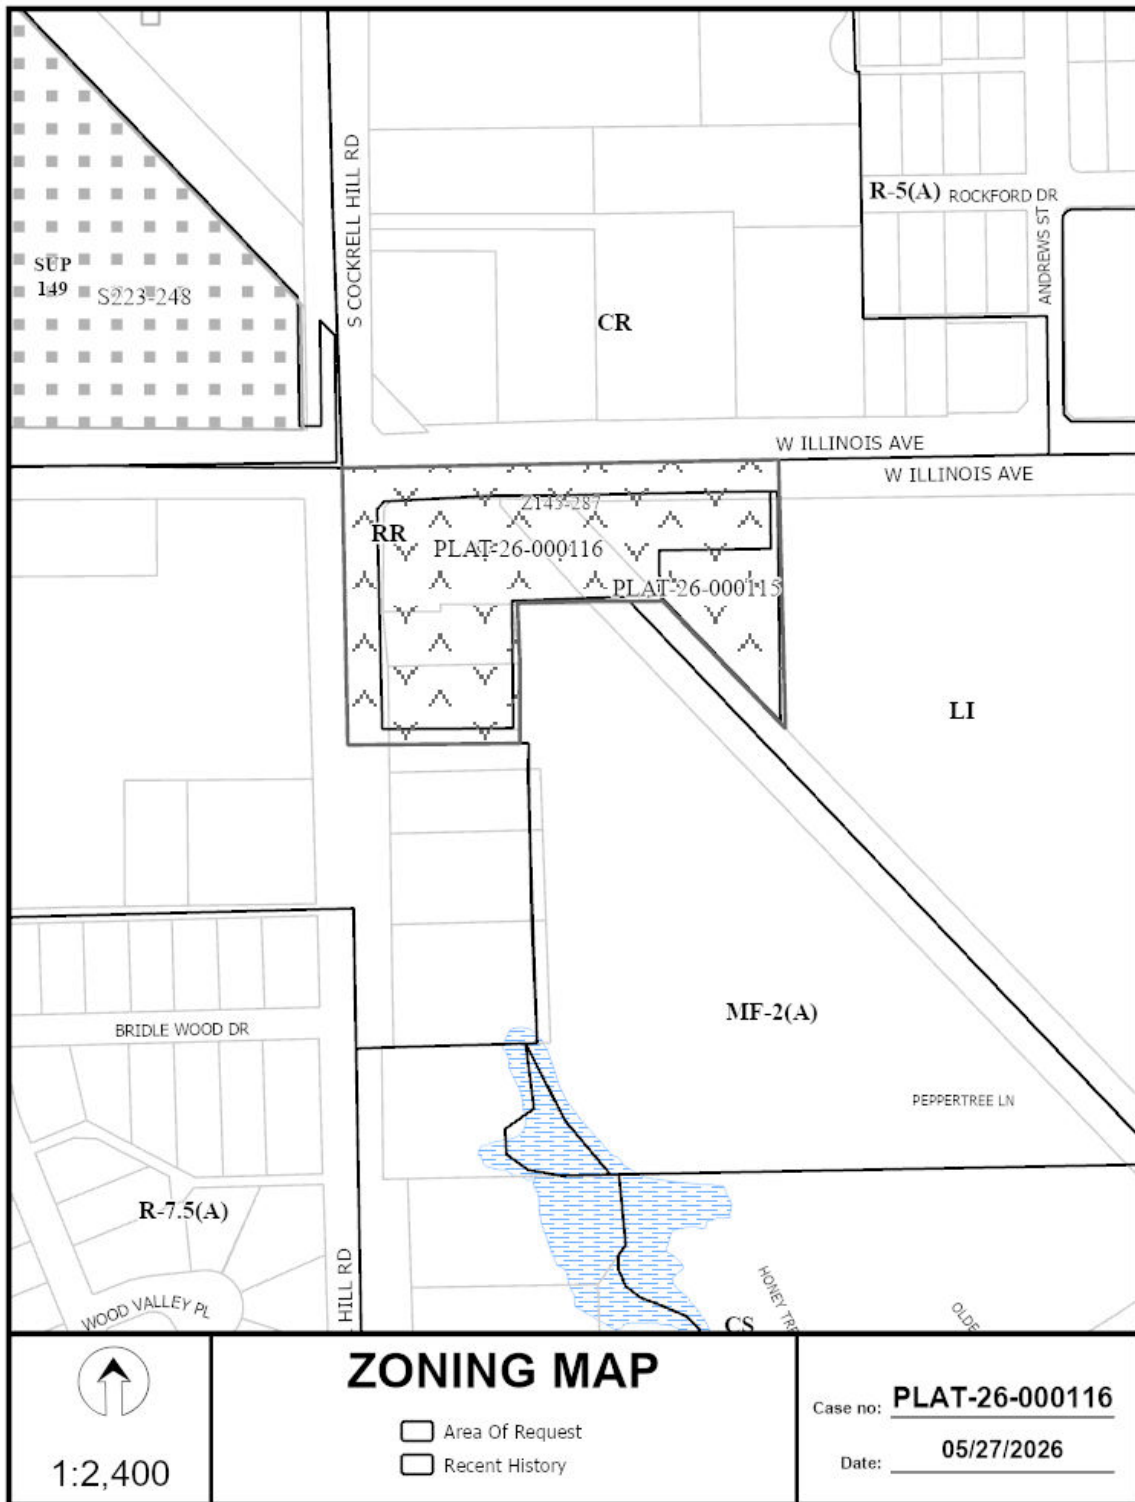 S COCKRELL HILL RD
R-5(A)
ROCKFORD DR
ANDREWS ST
SUP
149
S223-248
CR
W ILLINOIS AVE
W ILLINOIS AVE
Z145-287
RR
PLAT-26-000116
PLAT-26-000115
LI
MF-2(A)
BRIDLE WOOD DR
PEPPERTREE LN
R-7.5(A)
HILL RD
WOOD VALLEY PL
HONEY TRE
OLDE
CS
ZONING MAP
Area Of Request
Recent History
1:2,400
Case no: PLAT-26-000116
Date: 05/27/2026